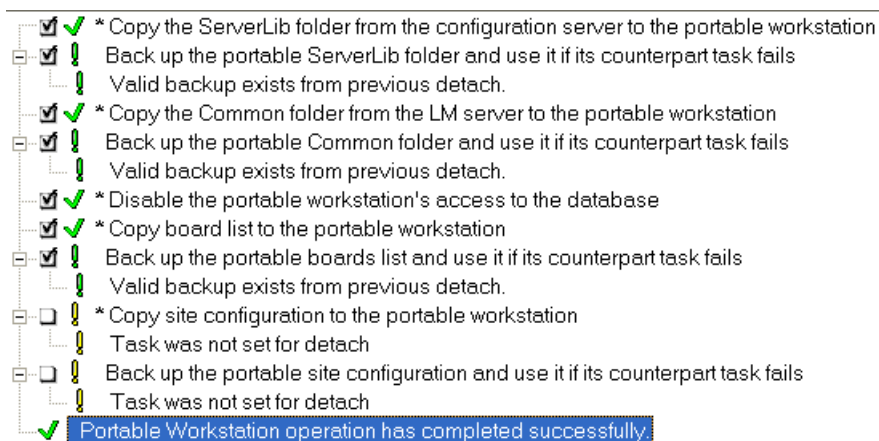 * Copy the ServerLib folder from the configuration server to the portable workstation
Back up the portable ServerLib folder and use it if its counterpart task fails
Valid backup exists from previous detach.
* Copy the Common folder from the LM server to the portable workstation
Back up the portable Common folder and use it if its counterpart task fails
Valid backup exists from previous detach.
* Disable the portable workstation's access to the database
* Copy board list to the portable workstation
Back up the portable boards list and use it if its counterpart task fails
Valid backup exists from previous detach.
* Copy site configuration to the portable workstation
Task was not set for detach
Back up the portable site configuration and use it if its counterpart task fails
Task was not set for detach
Portable Workstation operation has completed successfully.